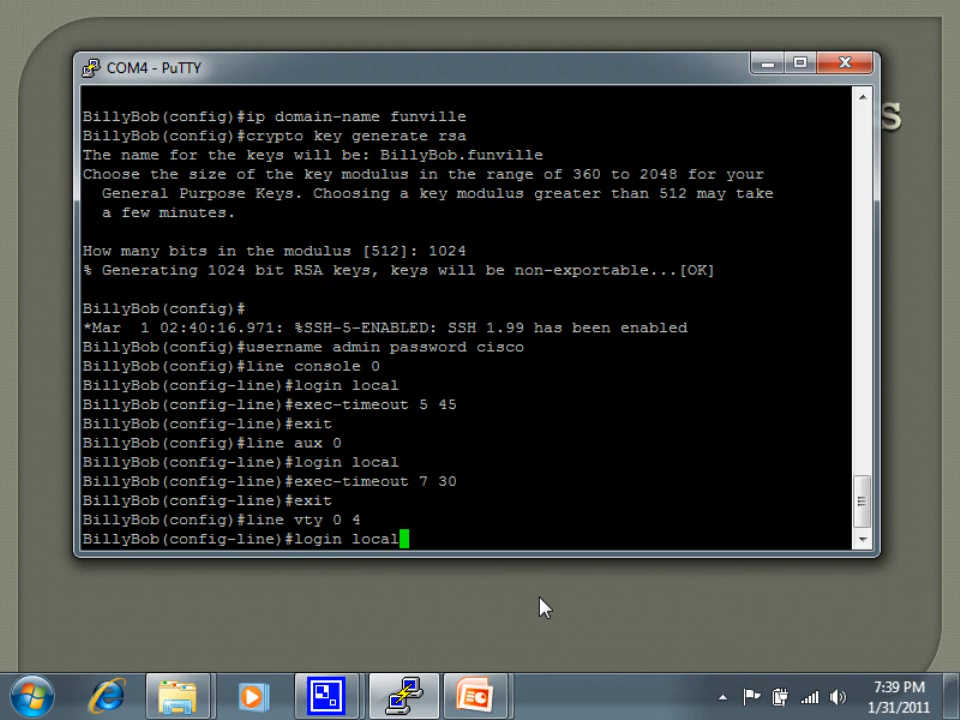 COM4 - PuTTY
s
BillyBob(config)#ip domain-name funville
BillyBob(config)#crypto key generate rsa
The name for the keys will be: BillyBob.funville
Choose the size of the key modulus in the range of 360 to 2048 for your
  General Purpose Keys. Choosing a key modulus greater than 512 may take
  a few minutes.
How many bits in the modulus [512]: 1024
% Generating 1024 bit RSA keys, keys will be non-exportable...[OK]
BillyBob(config)#
*Mar  1 02:40:16.971: %SSH-5-ENABLED: SSH 1.99 has been enabled
BillyBob(config)#username admin password cisco
BillyBob(config)#line console 0
BillyBob(config-line)#login local
BillyBob(config-line)#exec-timeout 5 45
BillyBob(config-line)#exit
BillyBob(config)#line aux 0
BillyBob(config-line)#login local
BillyBob(config-line)#exec-timeout 7 30
BillyBob(config-line)#exit
BillyBob(config)#line vty 0 4
BillyBob(config-line)#login local
7:39 PM
1/31/2011